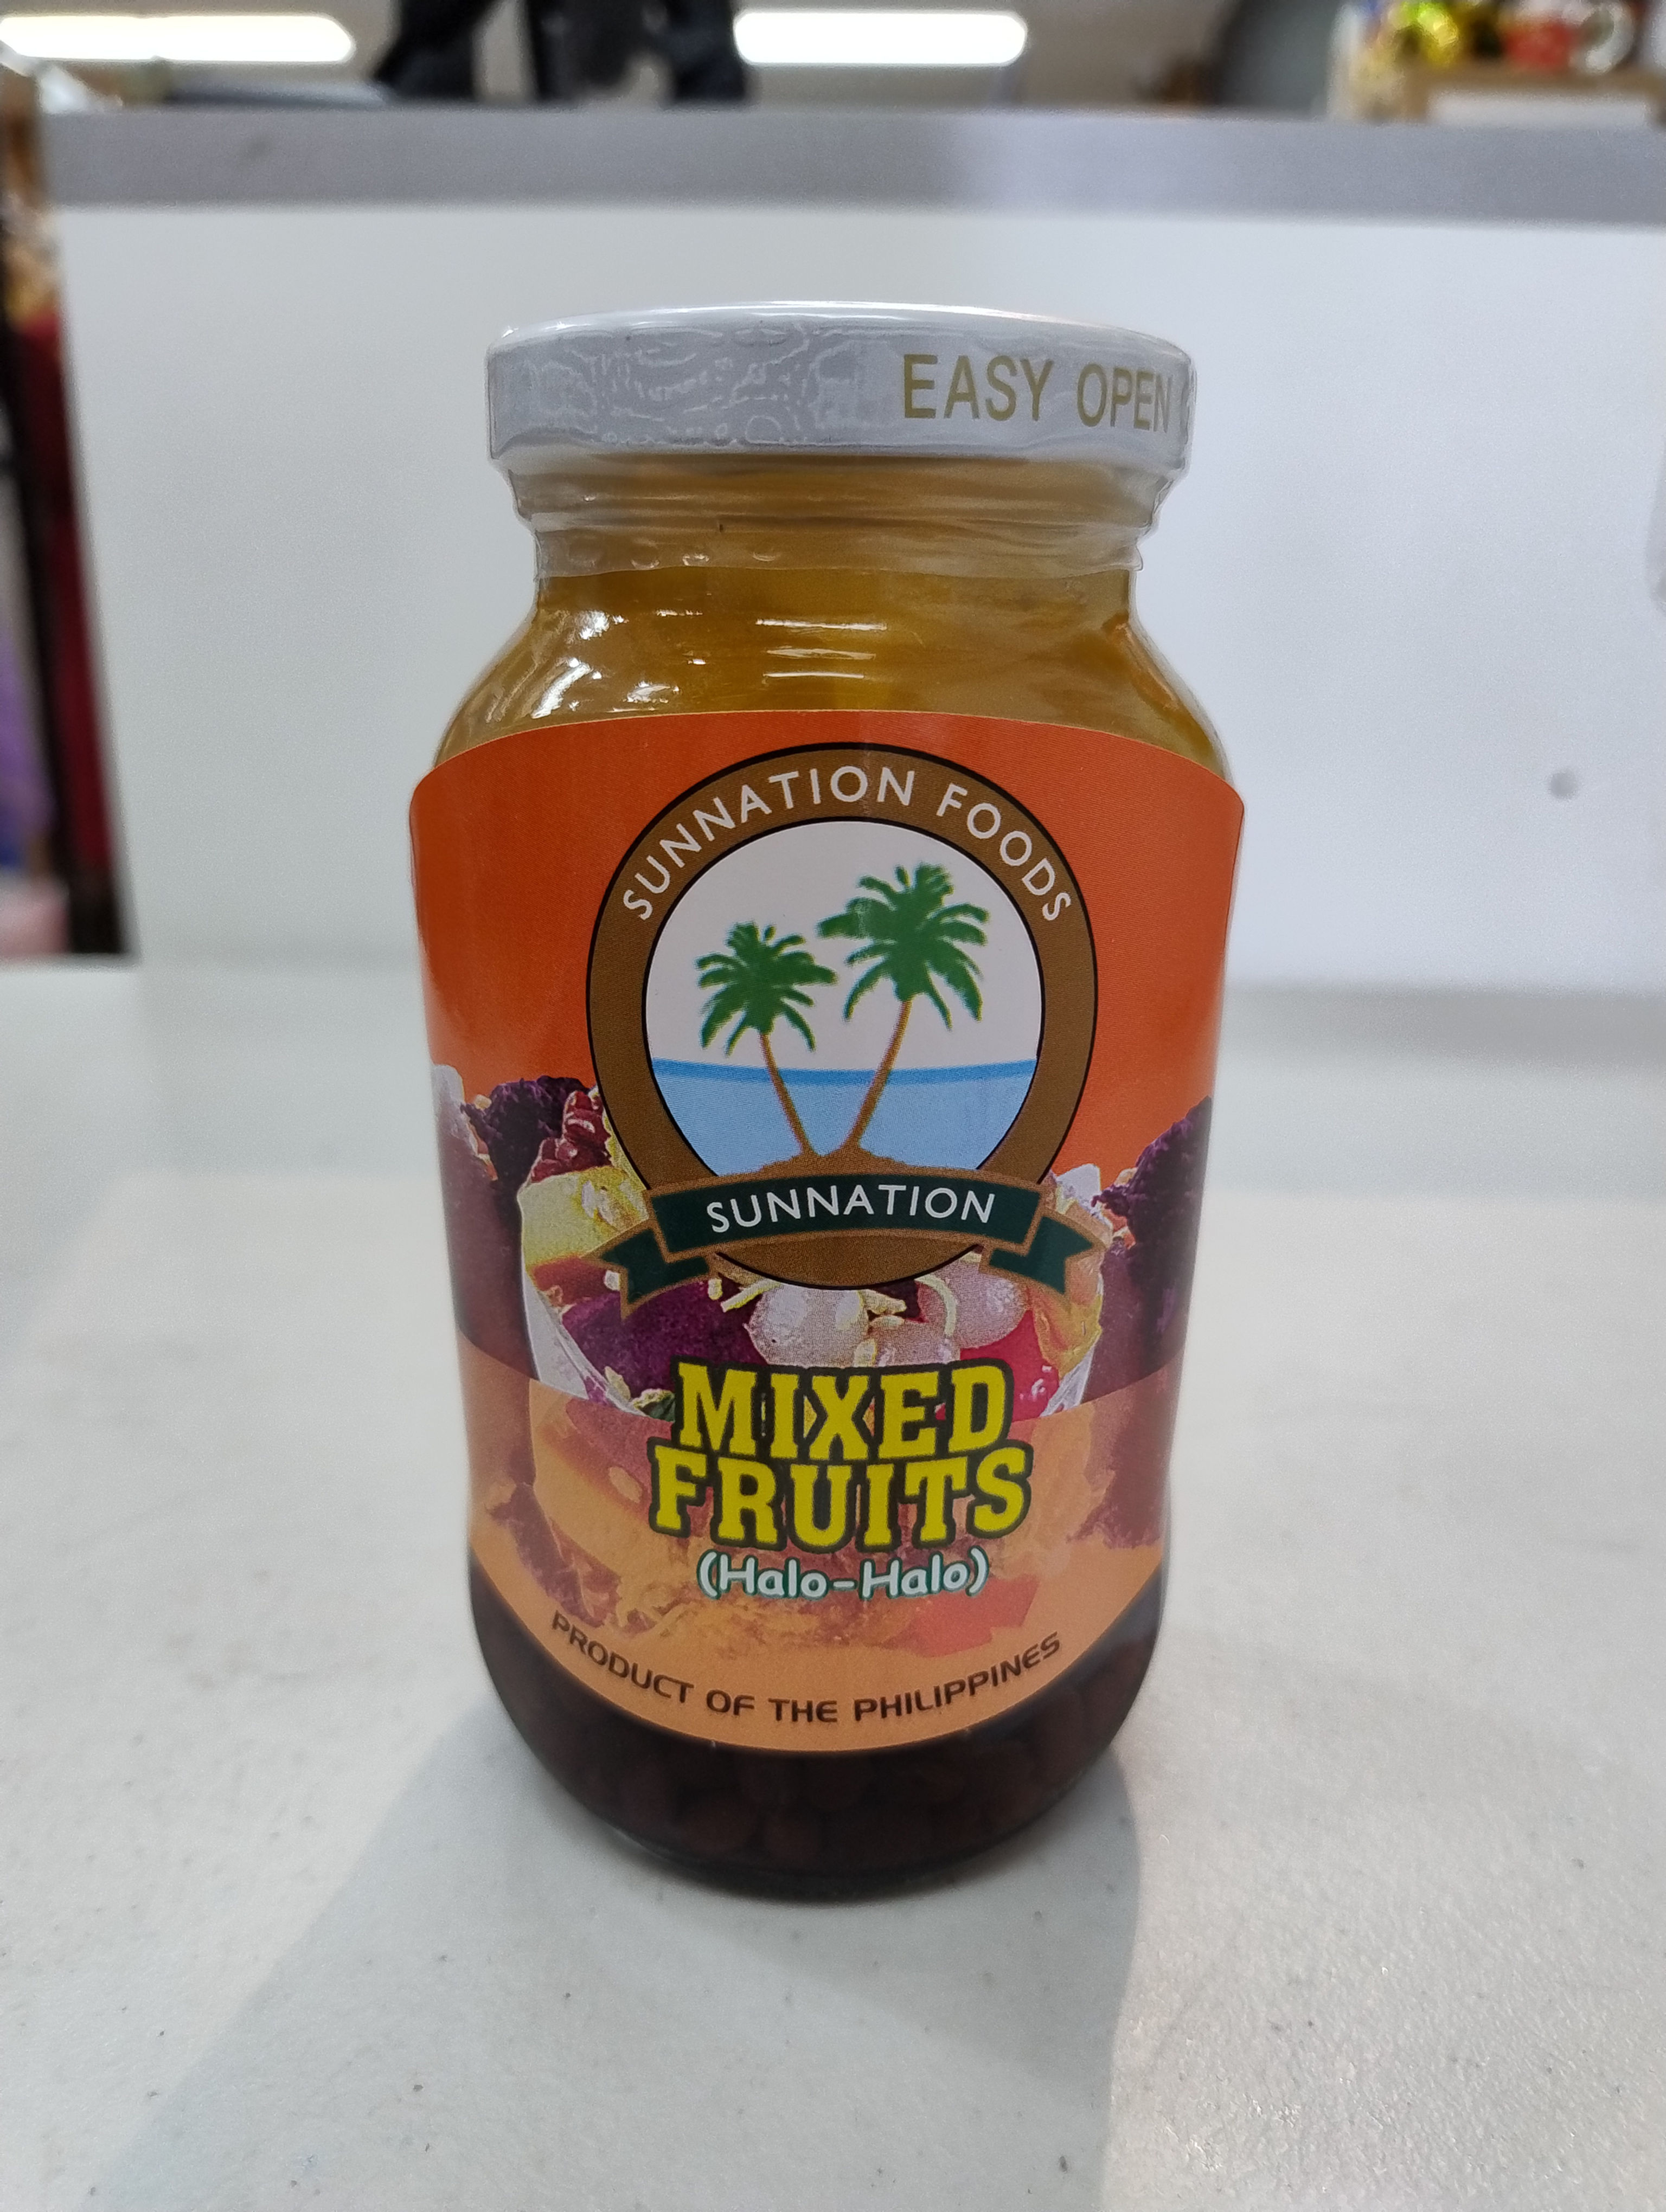 EASY OPEN
SUNNATION FOODS
SUNNATION
MIXED
FRUITS
(Halo-Halo)
PRODUCT OF THE PHILIPPINES